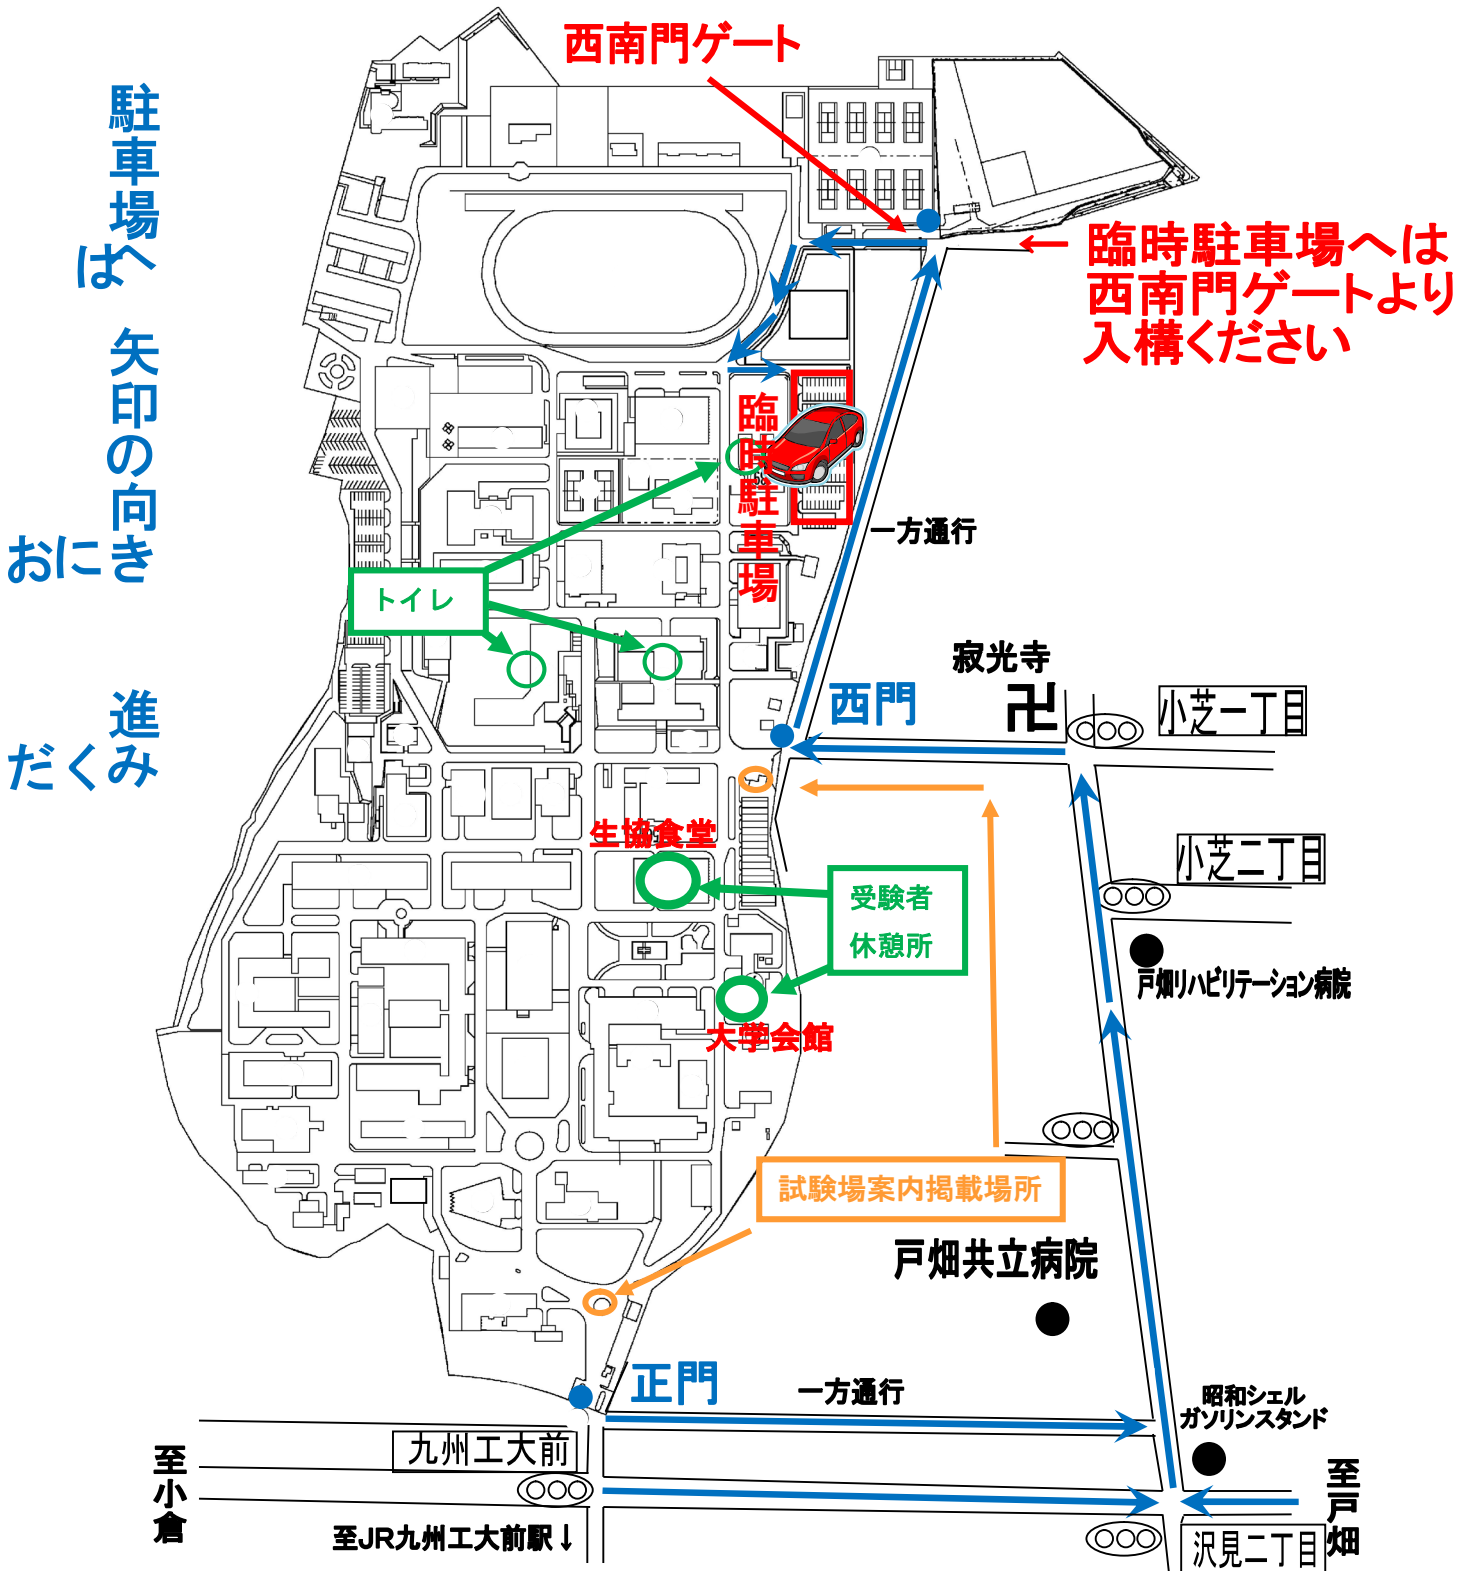 西南門ゲート
駐車場へは
矢印の向きにお進みください
臨時駐車場へは
西南門ゲートより
入構ください
臨時駐車場
一方通行
トイレ
寂光寺
卍
西門
小芝一丁目
生協食堂
小芝二丁目
受験者
休憩所
戸畑リハビリテーション病院
大学会館
試験場案内掲載場所
戸畑共立病院
正門
一方通行
昭和シェル
ガソリンスタンド
九州工大前
至小倉
至戸畑
至JR九州工大前駅↓
沢見二丁目